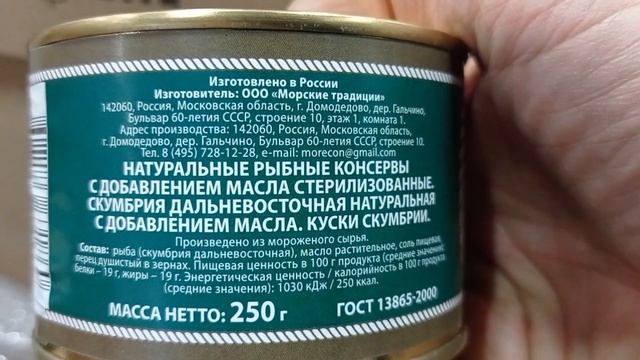 Изготовлено в России
Изготовитель: ООО «Морские традиции»
142060, Россия, Московская область, г. Домодедово, дер. Гальчино,
Бульвар 60-летия СССР, строение 10, этаж 1, комната 1.
Адрес производства: 142060, Россия, Московская область,
г. Домодедово, дер. Гальчино, Бульвар 60-летия СССР, строение 10.
Тел. 8 (495) 728-12-28, e-mail: morecon@gmail.com
НАТУРАЛЬНЫЕ РЫБНЫЕ КОНСЕРВЫ
С ДОБАВЛЕНИЕМ МАСЛА СТЕРИЛИЗОВАННЫЕ.
СКУМБРИЯ ДАЛЬНЕВОСТОЧНАЯ НАТУРАЛЬНАЯ
С ДОБАВЛЕНИЕМ МАСЛА. КУСКИ СКУМБРИИ.
Произведено из мороженого сырья.
Состав: рыба (скумбрия дальневосточная), масло растительное, соль пищевая,
перец душистый в зернах. Пищевая ценность в 100 г продукта (средние значения):
белки – 19 г, жиры – 19 г. Энергетическая ценность / калорийность в 100 г продукта
(средние значения): 1030 кДж / 250 ккал.
МАССА НЕТТО: 250 г ГОСТ 13865-2000